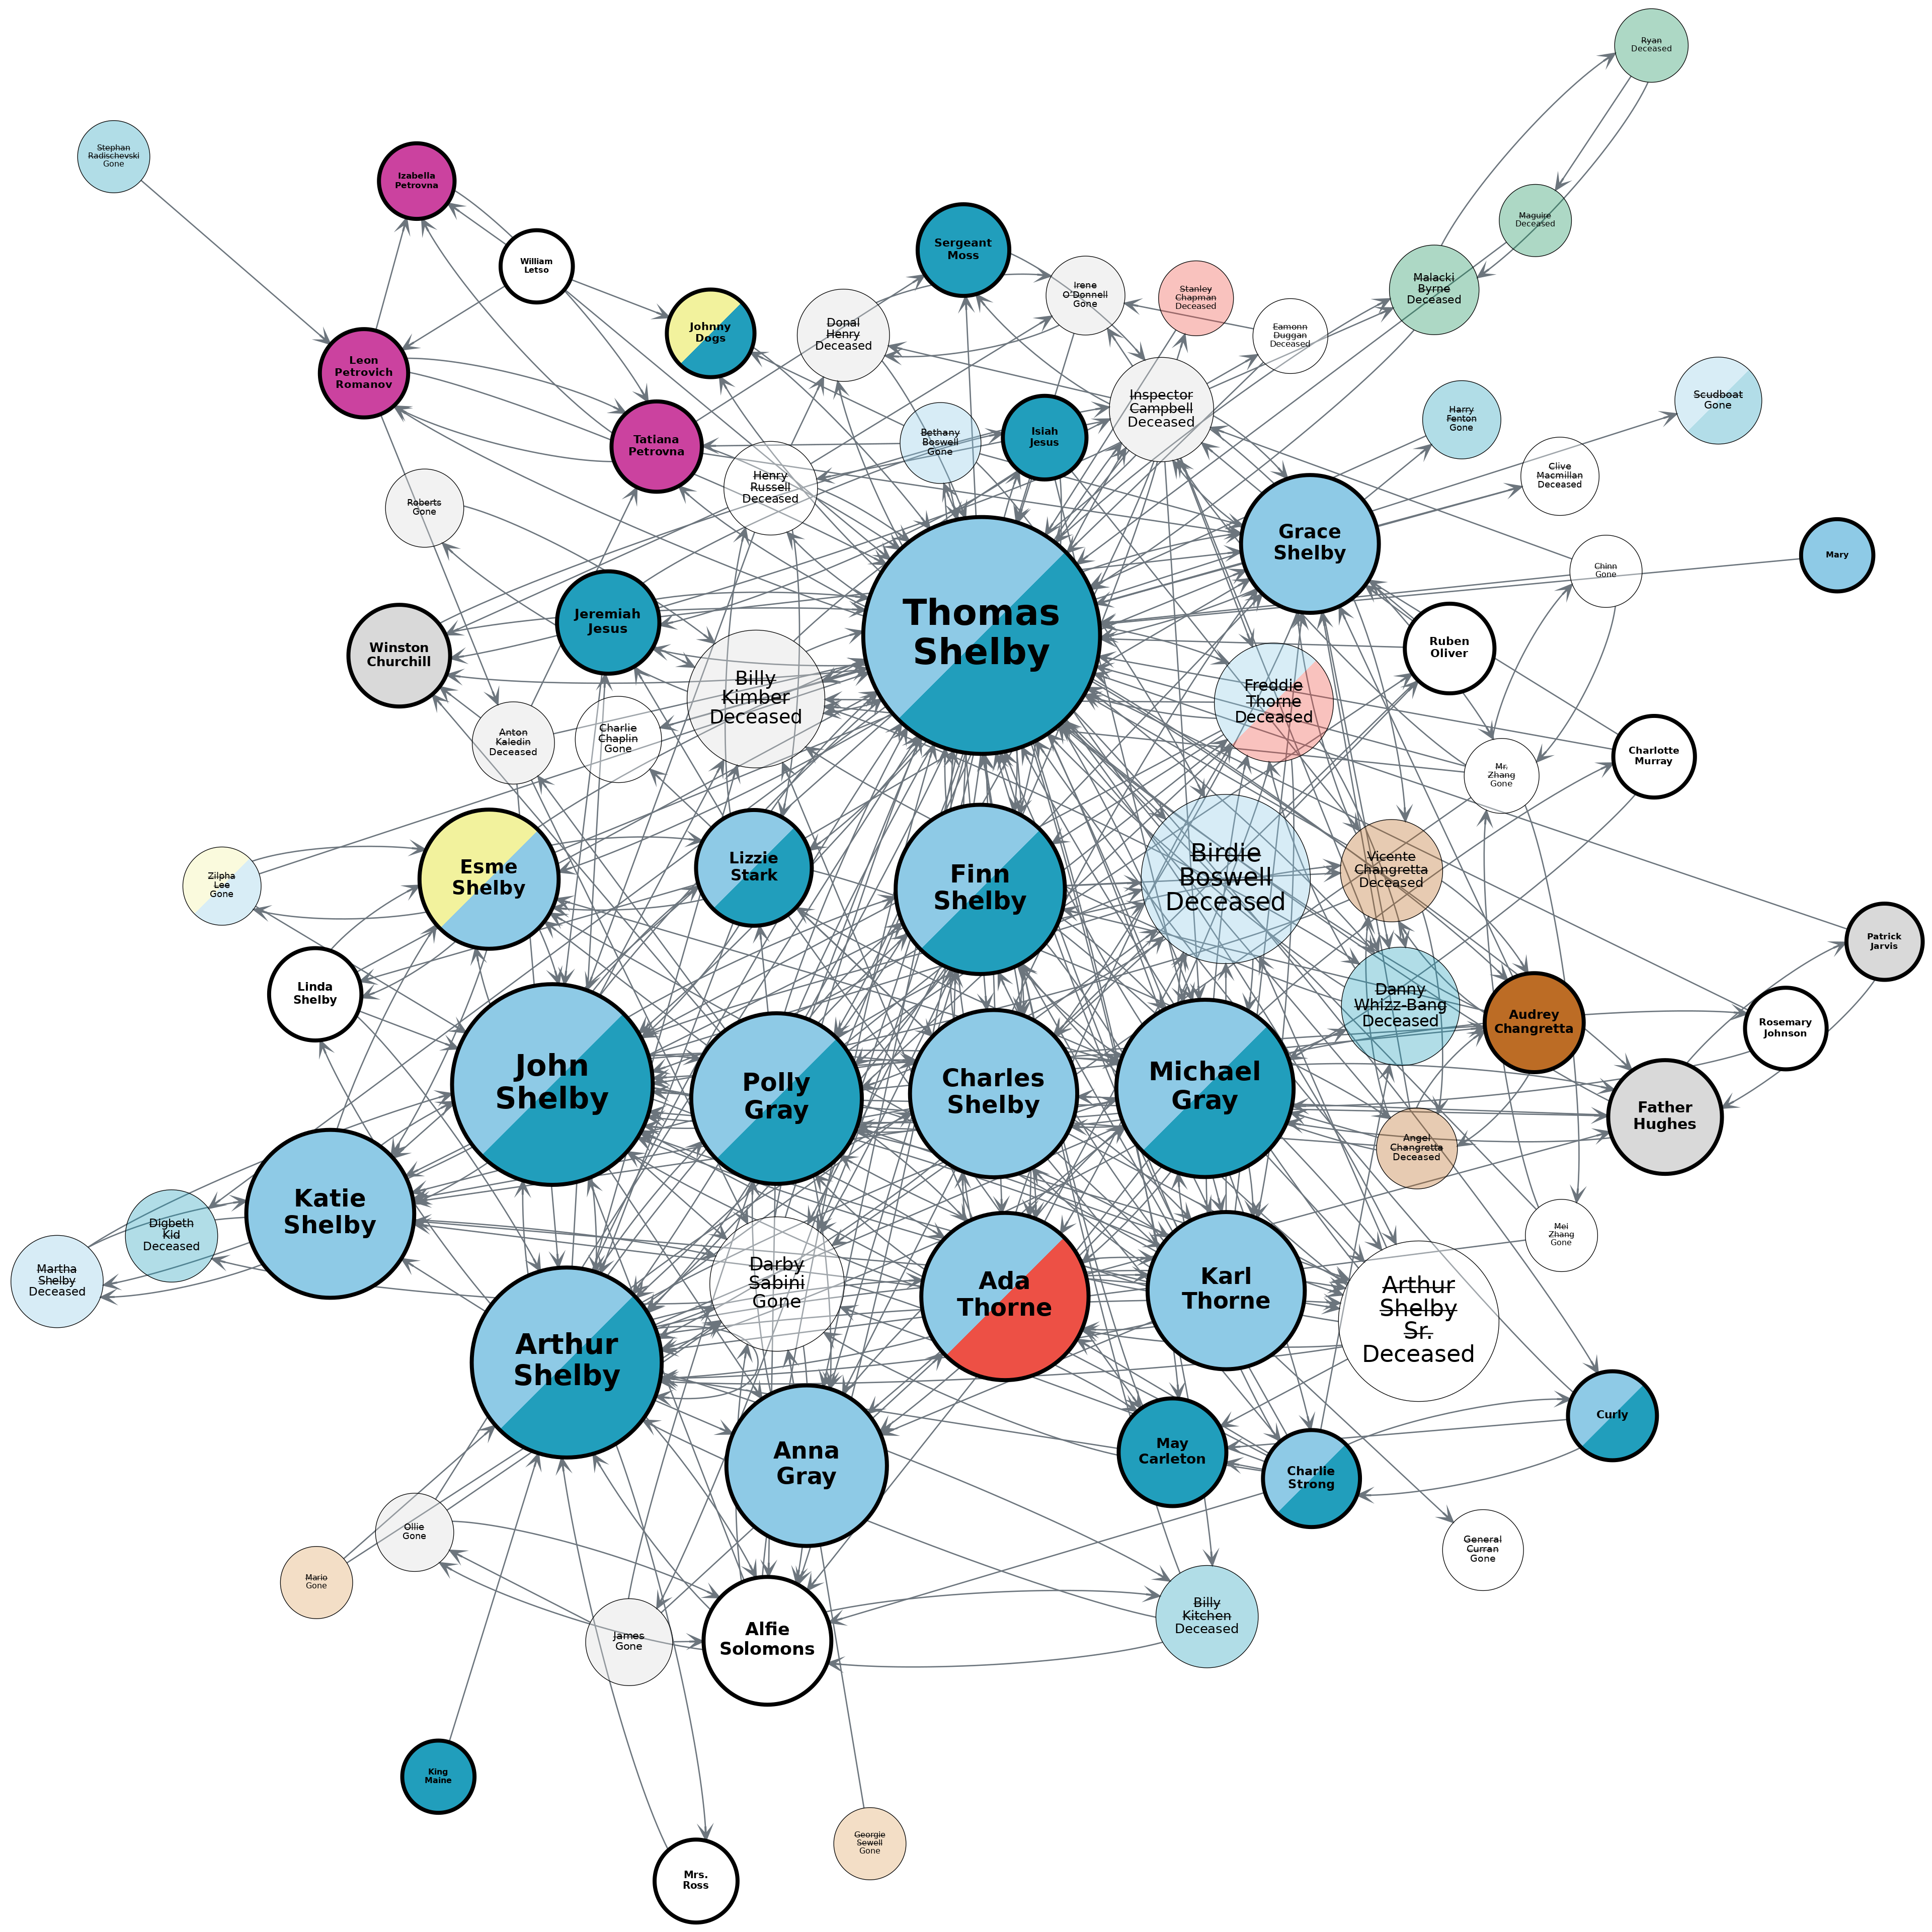 Ryan
Deceased
Stephan
Radischevski
Gone
Izabella
Petrovna
Maguire
Deceased
William
Letso
Sergeant
Moss
Irene
O'Donnell
Gone
Stanley
Chapman
Deceased
Malacki
Byrne
Deceased
Johnny
Dogs
Donal
Henry
Deceased
Eamonn
Duggan
Deceased
Leon
Petrovich
Romanov
Inspector
Campbell
Deceased
Scudboat
Gone
Harry
Fenton
Gone
Tatiana
Petrovna
Bethany
Boswell
Gone
Isiah
Jesus
Clive
Macmillan
Deceased
Henry
Russell
Deceased
Roberts
Gone
Grace
Shelby
Mary
Chinn
Gone
Thomas
Shelby
Jeremiah
Jesus
Winston
Churchill
Ruben
Oliver
Billy
Kimber
Deceased
Freddie
Thorne
Deceased
Anton
Kaledin
Deceased
Charlie
Chaplin
Gone
Charlotte
Murray
Mr.
Zhang
Gone
Esme
Shelby
Lizzie
Stark
Finn
Shelby
Birdie
Boswell
Deceased
Vicente
Changretta
Deceased
Zilpha
Lee
Gone
Patrick
Jarvis
Linda
Shelby
Danny
Whizz-Bang
Deceased
Audrey
Changretta
Rosemary
Johnson
John
Shelby
Polly
Gray
Charles
Shelby
Michael
Gray
Father
Hughes
Angel
Changretta
Deceased
Katie
Shelby
Digbeth
Kid
Deceased
Mei
Zhang
Gone
Martha
Shelby
Deceased
Darby
Sabini
Gone
Ada
Thorne
Karl
Thorne
Arthur
Shelby
Sr.
Deceased
Arthur
Shelby
Curly
Anna
Gray
May
Carleton
Charlie
Strong
Ollie
Gone
General
Curran
Gone
Mario
Gone
Billy
Kitchen
Deceased
James
Gone
Alfie
Solomons
King
Maine
Georgie
Sewell
Gone
Mrs.
Ross